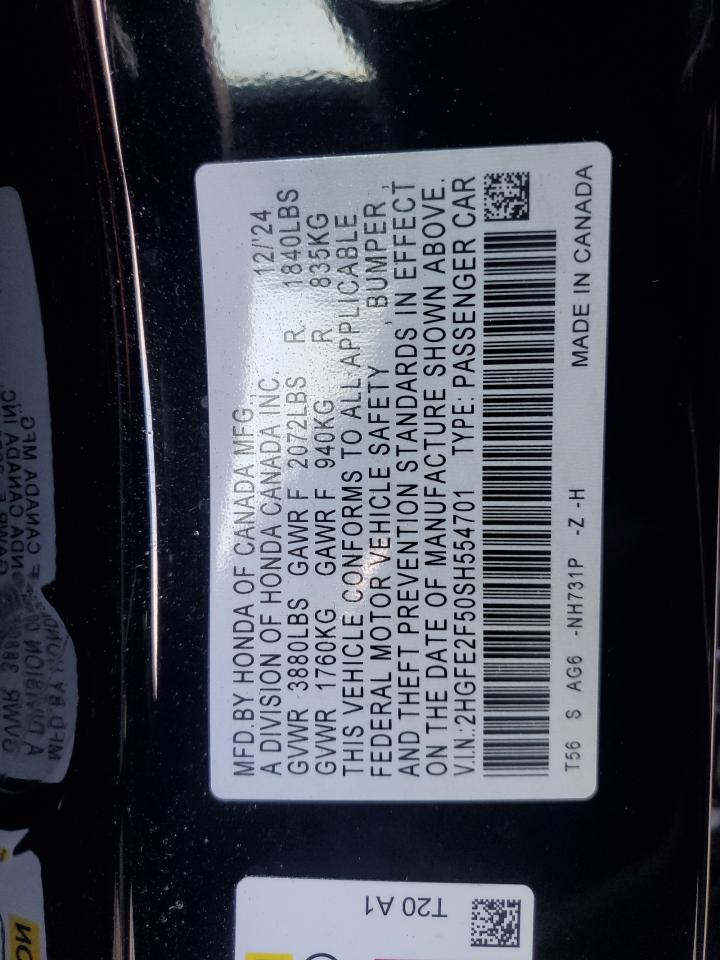 MFD.BY HONDA OF CANADA MFG.
A DIVISION OF HONDA CANADA INC. 12/'24
GVWR 3880LBS GAWR F 2072LBS R 1840LBS
GVWR 1760KG GAWR F 940KG R 835KG
THIS VEHICLE CONFORMS TO ALL APPLICABLE
FEDERAL MOTOR VEHICLE SAFETY , BUMPER ,
AND THEFT PREVENTION STANDARDS IN EFFECT
ON THE DATE OF MANUFACTURE SHOWN ABOVE.
V.I.N.:2HGFE2F50SH554701 TYPE: PASSENGER CAR
T56 S AG6 -NH731P -Z -H MADE IN CANADA
T20 A1